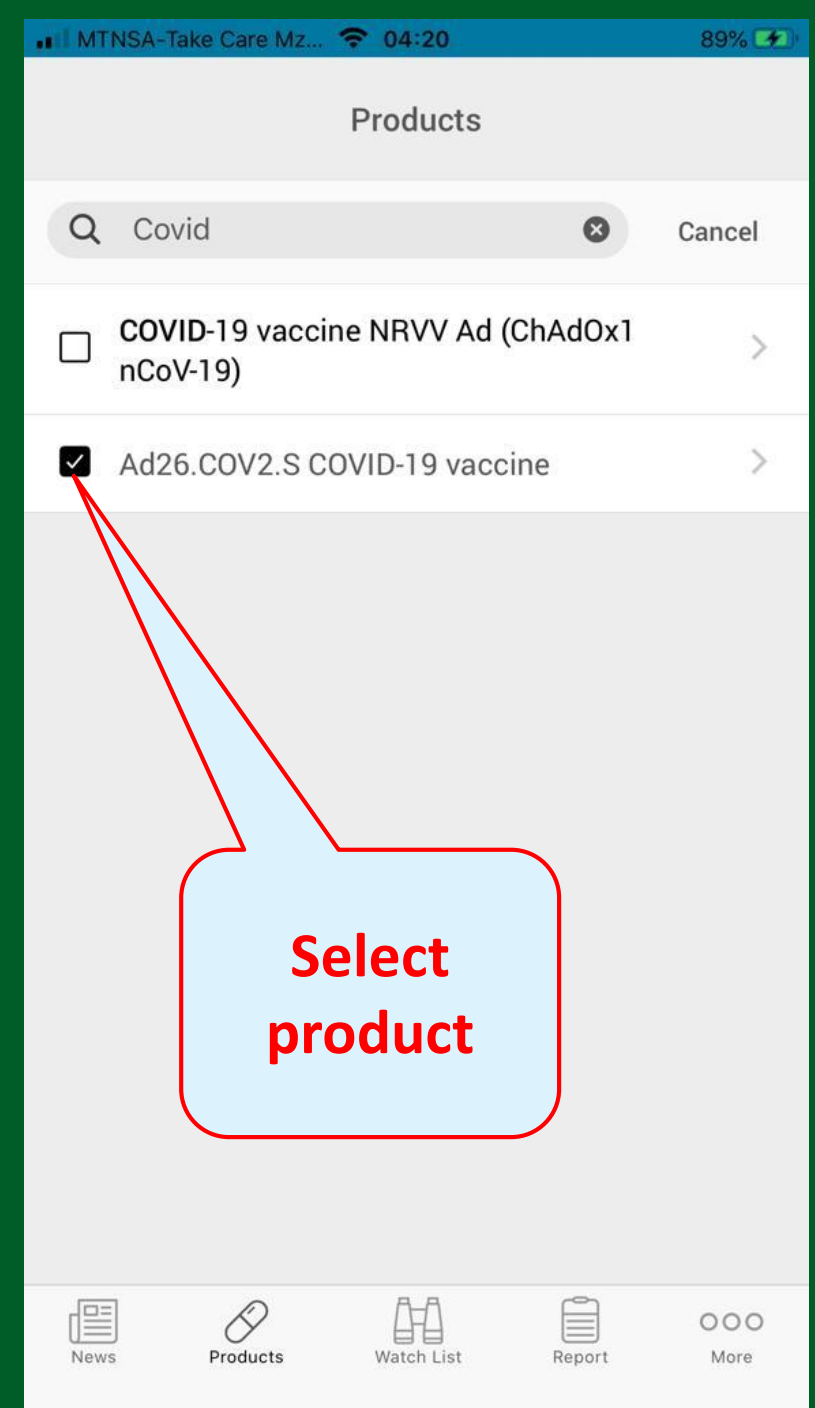 MTNSA-Take Care Mz... 04:20 89%
Products
Covid Cancel
COVID-19 vaccine NRVV Ad (ChAdOx1
nCoV-19)
Ad26.COV2.S COVID-19 vaccine
Select
product
News Products Watch List Report More